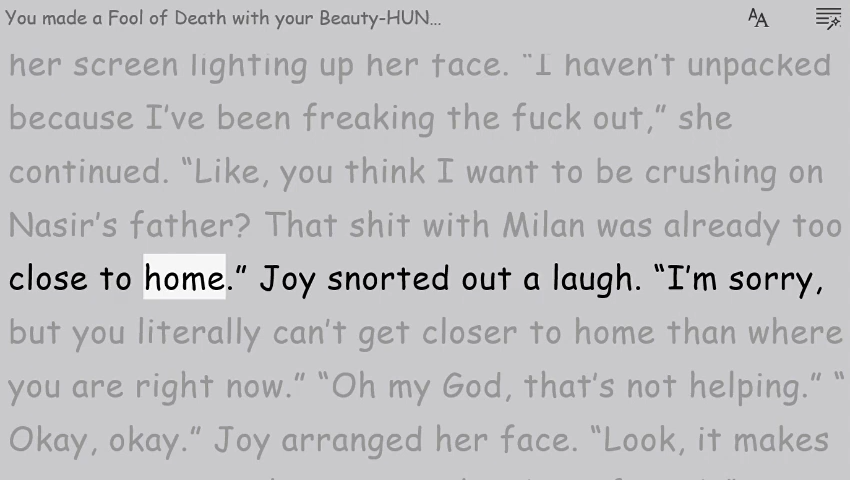 You made a Fool of Death with your Beauty-HUN...
AA
her screen lighting up her face. “I haven’t unpacked
because I’ve been freaking the fuck out,” she
continued. “Like, you think I want to be crushing on
Nasir’s father? That shit with Milan was already too
close to home.” Joy snorted out a laugh. “I’m sorry,
but you literally can’t get closer to home than where
you are right now.” “Oh my God, that’s not helping.” “
Okay, okay.” Joy arranged her face. “Look, it makes